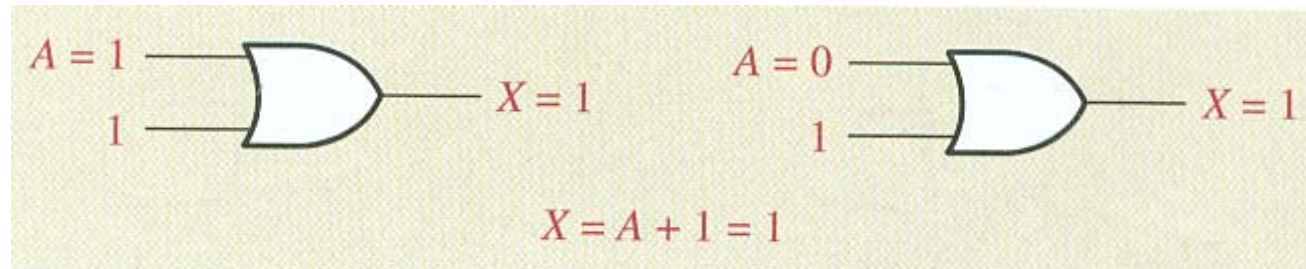 A = 1
1
X = 1
A = 0
1
X = 1
X = A + 1 = 1